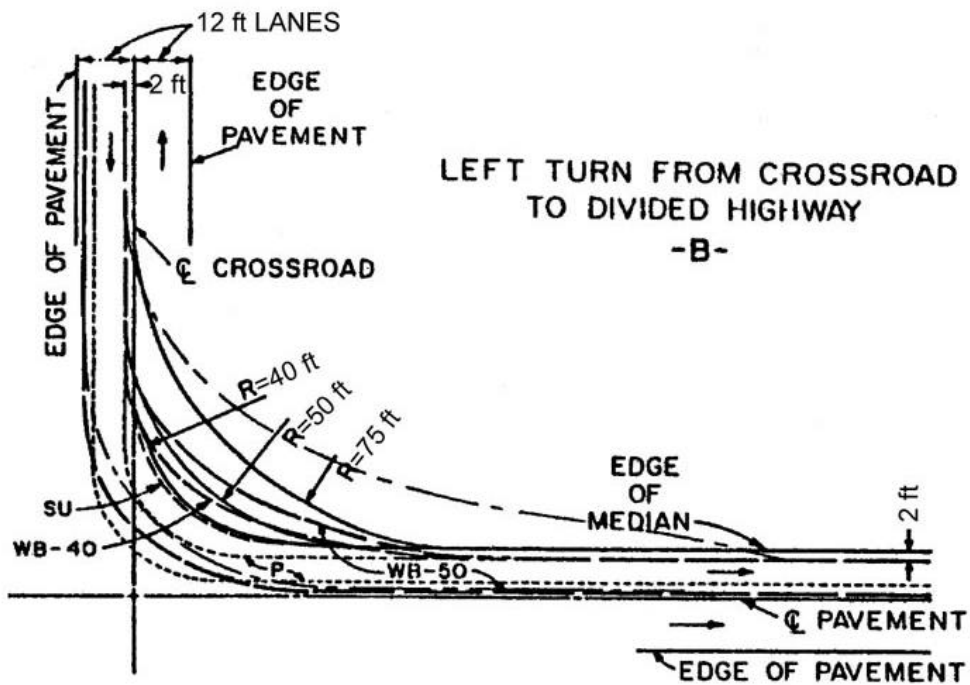 12 ft LANES
2 ft
EDGE
OF
PAVEMENT
EDGE OF PAVEMENT
LEFT TURN FROM CROSSROAD
TO DIVIDED HIGHWAY
-B-
℄ CROSSROAD
R=40 ft
R=50 ft
R=75 ft
EDGE
OF
MEDIAN
2 ft
SU
WB-40
P
WB-50
℄ PAVEMENT
EDGE OF PAVEMENT